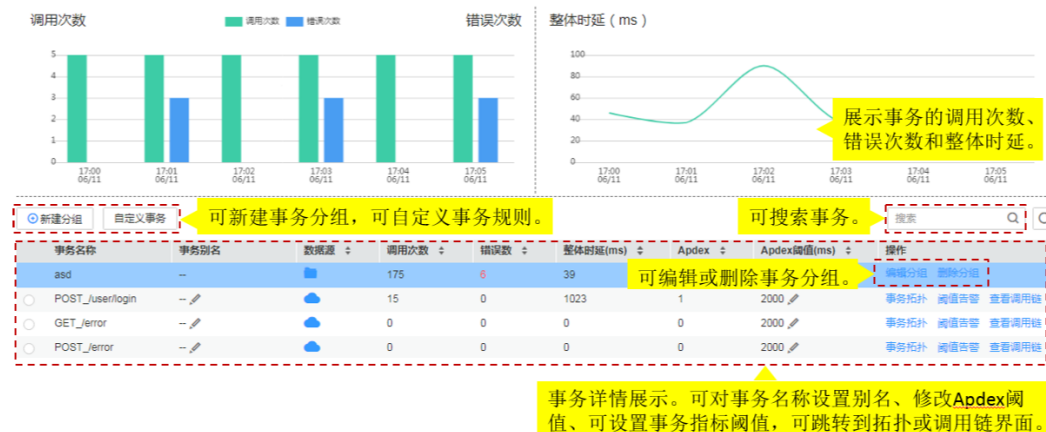 调用次数 调用次数 错误次数 错误次数 整体时延（ms）
5
4
3
2
1
0
17:00 17:01 17:02 17:03 17:04 17:05
06/11 06/11 06/11 06/11 06/11 06/11
100
80
60
40
20
0
17:00 17:01 17:02 17:03 17:04 17:05
06/11 06/11 06/11 06/11 06/11 06/11
展示事务的调用次数、
错误次数和整体时延。
新建分组 自定义事务 可新建事务分组，可自定义事务规则。 可搜索事务。 搜索
事务名称 事务别名 数据源 调用次数 错误数 整体时延(ms) Apdex Apdex阈值(ms) 操作
asd -- 175 6 39 可编辑或删除事务分组。 编辑分组 删除分组
POST_/user/login -- 15 0 1023 1 2000 事务拓扑 阈值告警 查看调用链
GET_/error -- 0 0 0 0 2000 事务拓扑 阈值告警 查看调用链
POST_/error -- 0 0 0 0 2000 事务拓扑 阈值告警 查看调用链
事务详情展示。可对事务名称设置别名、修改Apdex阈
值、可设置事务指标阈值，可跳转到拓扑或调用链界面。